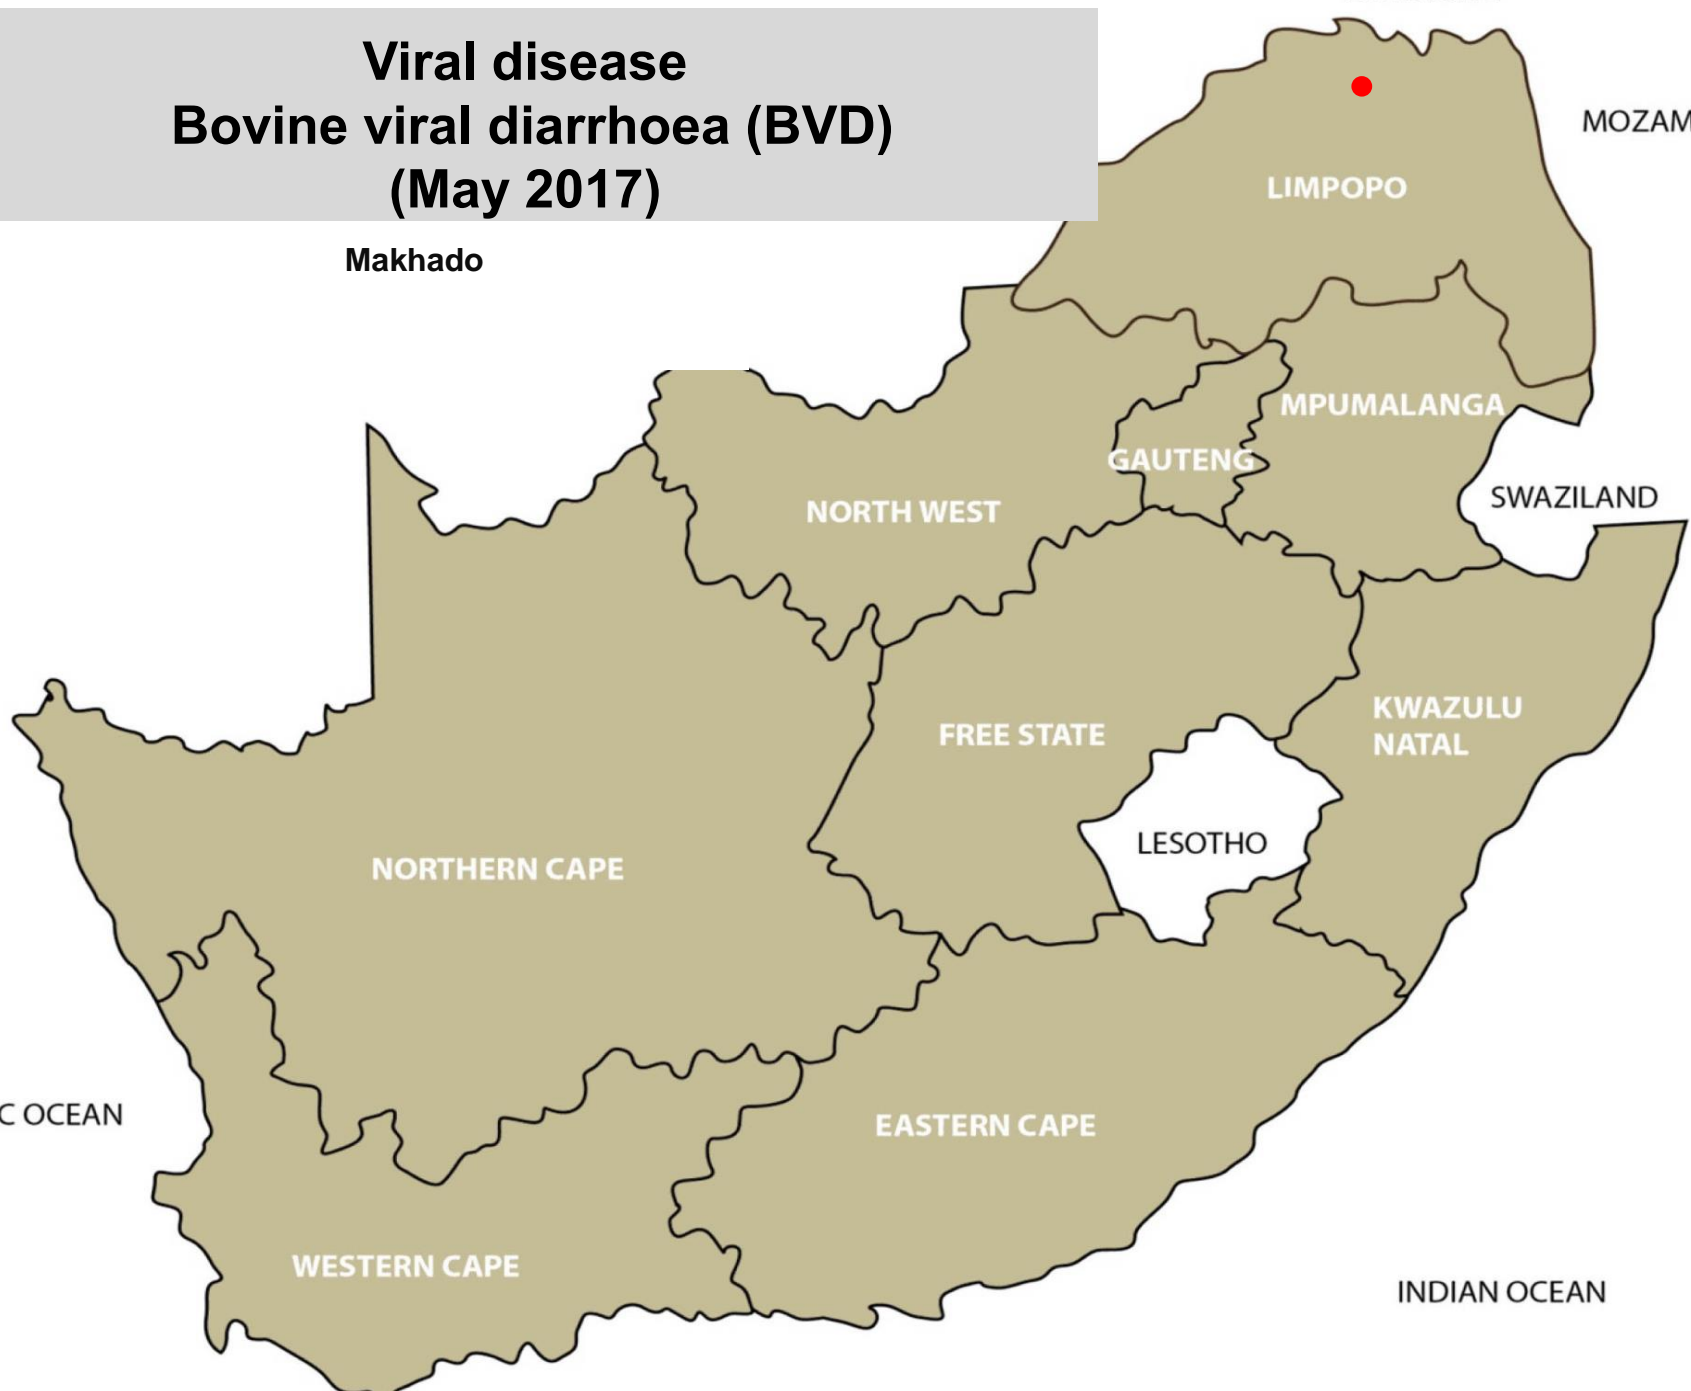 Viral disease
Bovine viral diarrhoea (BVD)
(May 2017)
Makhado
MOZAM
LIMPOPO
MPUMALANGA
GAUTENG
SWAZILAND
NORTH WEST
KWAZULU
NATAL
FREE STATE
LESOTHO
NORTHERN CAPE
C OCEAN
EASTERN CAPE
WESTERN CAPE
INDIAN OCEAN